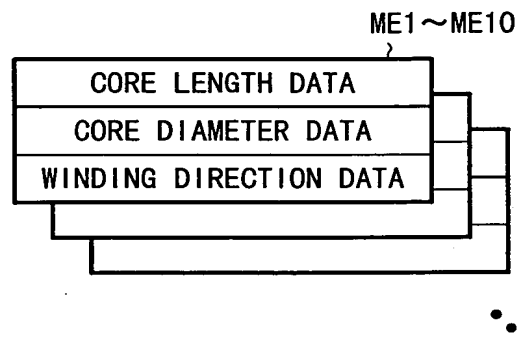 ME1～ME10
CORE LENGTH DATA
CORE DIAMETER DATA
WINDING DIRECTION DATA